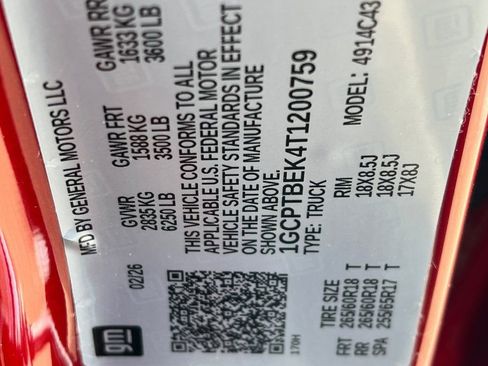 MFD BY GENERAL MOTORS LLC
02/26
GVWR
2835 KG
6250 LB
GAWR FRT
1588 KG
3500 LB
GAWR RR
1633 KG
3600 LB
THIS VEHICLE CONFORMS TO ALL
APPLICABLE U.S. FEDERAL MOTOR
VEHICLE SAFETY STANDARDS IN EFFECT
ON THE DATE OF MANUFACTURE
SHOWN ABOVE.
1GCPTBEK4T1200759
TYPE: TRUCK
MODEL: 4914C43
gm
170H
TIRE SIZE RIM
FRT 265/60R18 T 18X8.5J
RR 265/60R18 T 18X8.5J
SPA 255/65R17 T 17X8J